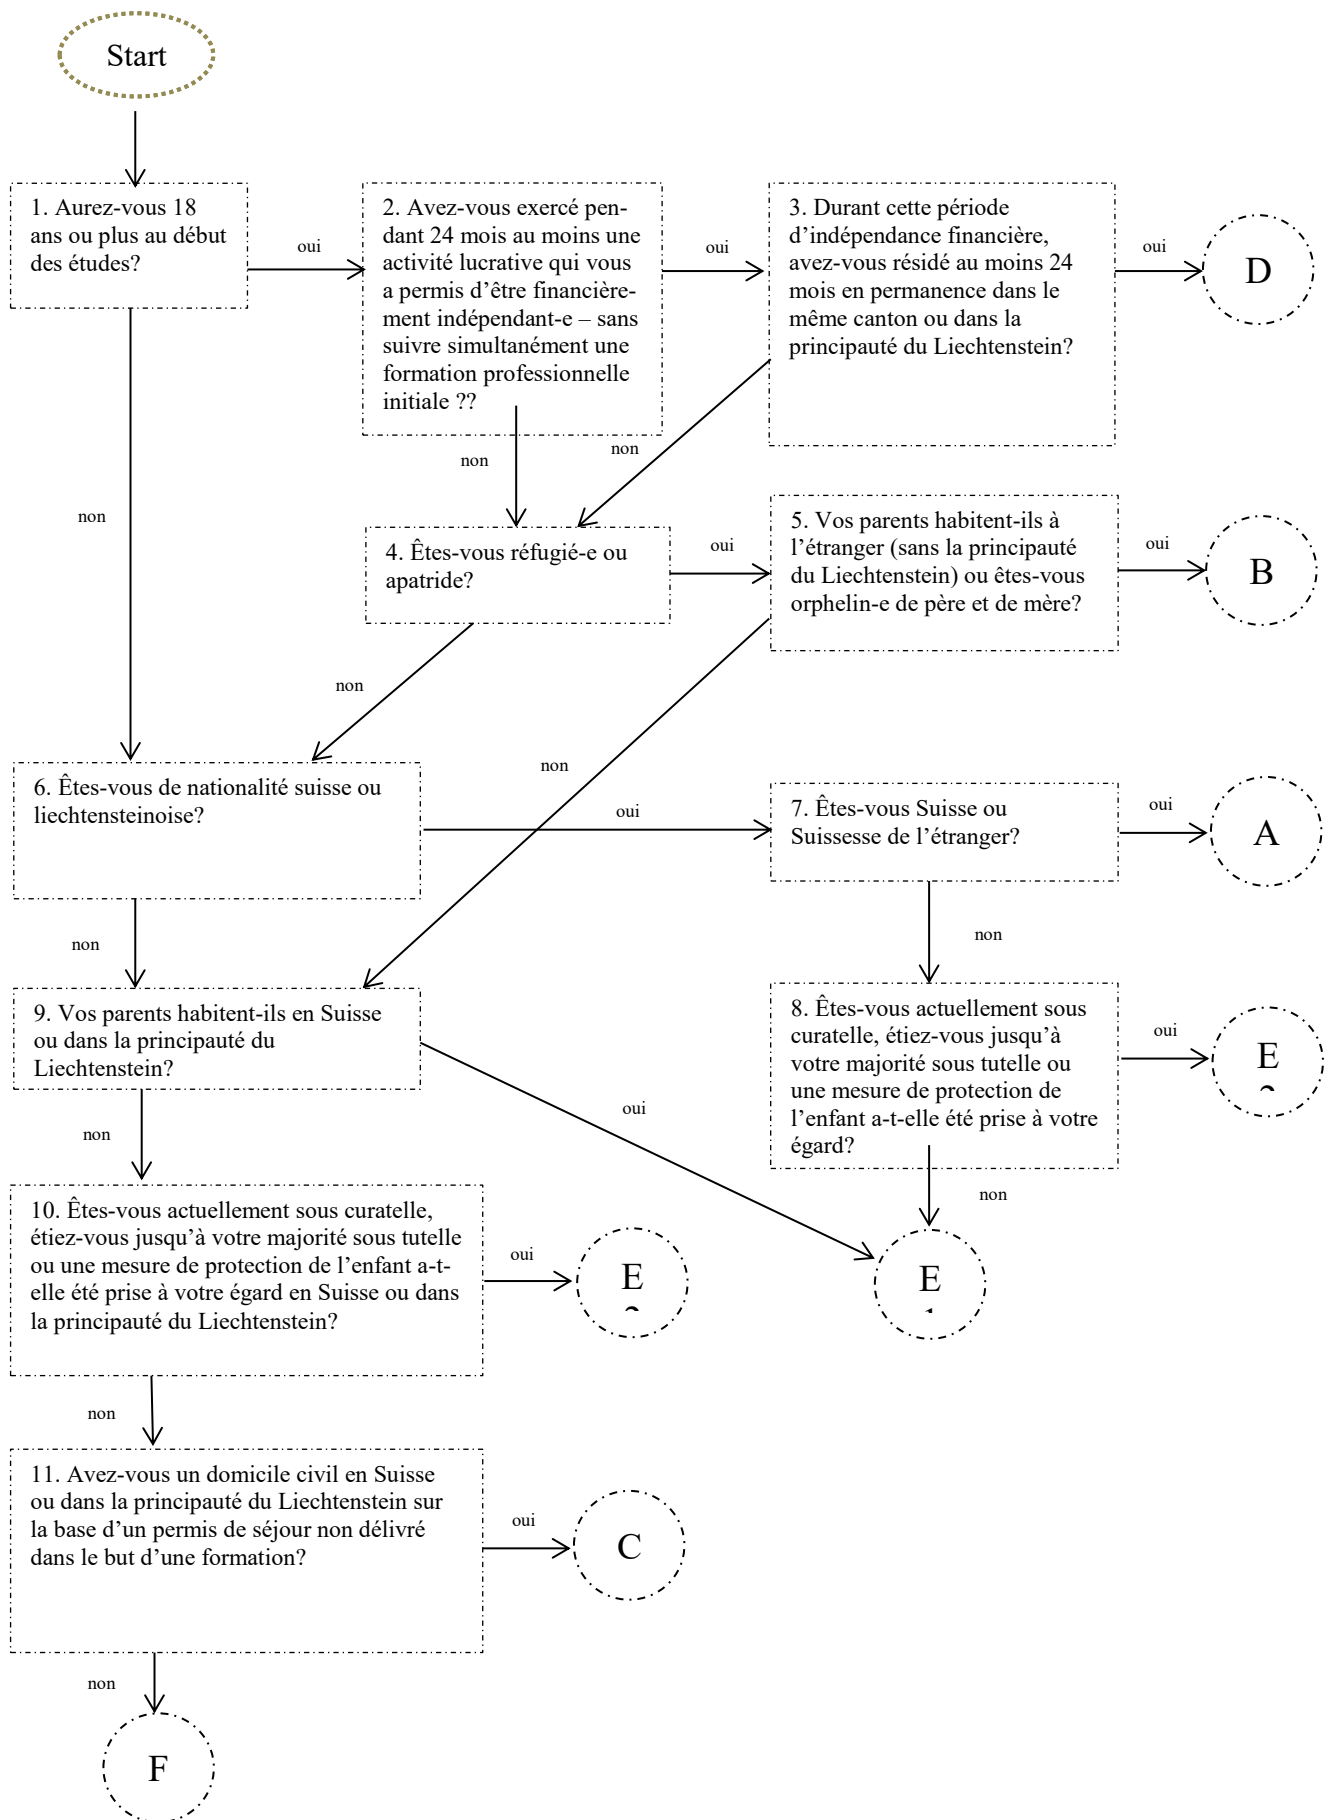 Start
1. Aurez-vous 18
ans ou plus au début
des études?
oui
2. Avez-vous exercé pen-
dant 24 mois au moins une
activité lucrative qui vous
a permis d'être financière-
ment indépendant-e – sans
suivre simultanément une
formation professionnelle
initiale ??
oui
3. Durant cette période
d'indépendance financière,
avez-vous résidé au moins 24
mois en permanence dans le
même canton ou dans la
principauté du Liechtenstein?
oui
D
non
non
non
4. Êtes-vous réfugié-e ou
apatride?
oui
5. Vos parents habitent-ils à
l'étranger (sans la principauté
du Liechtenstein) ou êtes-vous
orphelin-e de père et de mère?
oui
B
non
non
6. Êtes-vous de nationalité suisse ou
liechtensteinoise?
oui
7. Êtes-vous Suisse ou
Suissesse de l'étranger?
oui
A
non
non
9. Vos parents habitent-ils en Suisse
ou dans la principauté du
Liechtenstein?
oui
8. Êtes-vous actuellement sous
curatelle, étiez-vous jusqu'à
votre majorité sous tutelle ou
une mesure de protection de
l'enfant a-t-elle été prise à votre
égard?
oui
E
non
non
10. Êtes-vous actuellement sous curatelle,
étiez-vous jusqu'à votre majorité sous tutelle
ou une mesure de protection de l'enfant a-t-
elle été prise à votre égard en Suisse ou dans
la principauté du Liechtenstein?
oui
E
E
non
11. Avez-vous un domicile civil en Suisse
ou dans la principauté du Liechtenstein sur
la base d'un permis de séjour non délivré
dans le but d'une formation?
oui
C
non
F